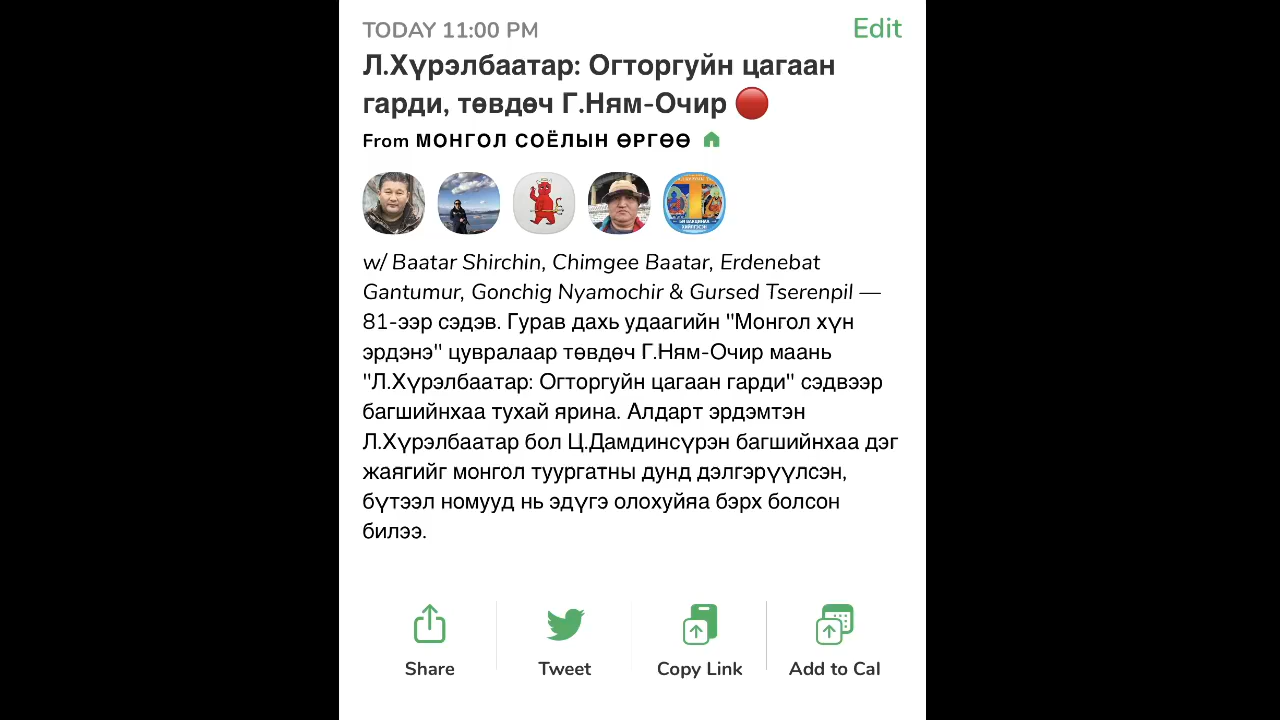 TODAY 11:00 PM
Edit
Л.Хүрэлбаатар: Огторгуйн цагаан
гарди, төвдөч Г.Ням-Очир 🔴
From МОНГОЛ СОЁЛЫН ӨРГӨӨ
w/ Baatar Shirchin, Chimgee Baatar, Erdenebat
Gantumur, Gonchig Nyamochir & Gursed Tserenpil —
81-ээр сэдэв. Гурав дахь удаагийн "Монгол хүн
эрдэнэ" цувралаар төвдөч Г.Ням-Очир маань
"Л.Хүрэлбаатар: Огторгуйн цагаан гарди" сэдвээр
багшийнхаа тухай ярина. Алдарт эрдэмтэн
Л.Хүрэлбаатар бол Ц.Дамдинсүрэн багшийнхаа дэг
жаягийг монгол туургатны дунд дэлгэрүүлсэн,
бүтээл номууд нь эдүгэ олохуйяа бэрх болсон
билээ.
Share
Tweet
Copy Link
Add to Cal